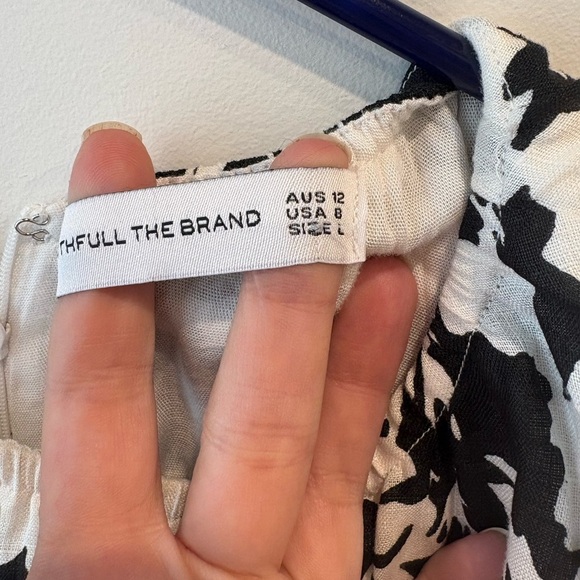 THFULL THE BRAND
AUS 12
USA 8
SIZE L